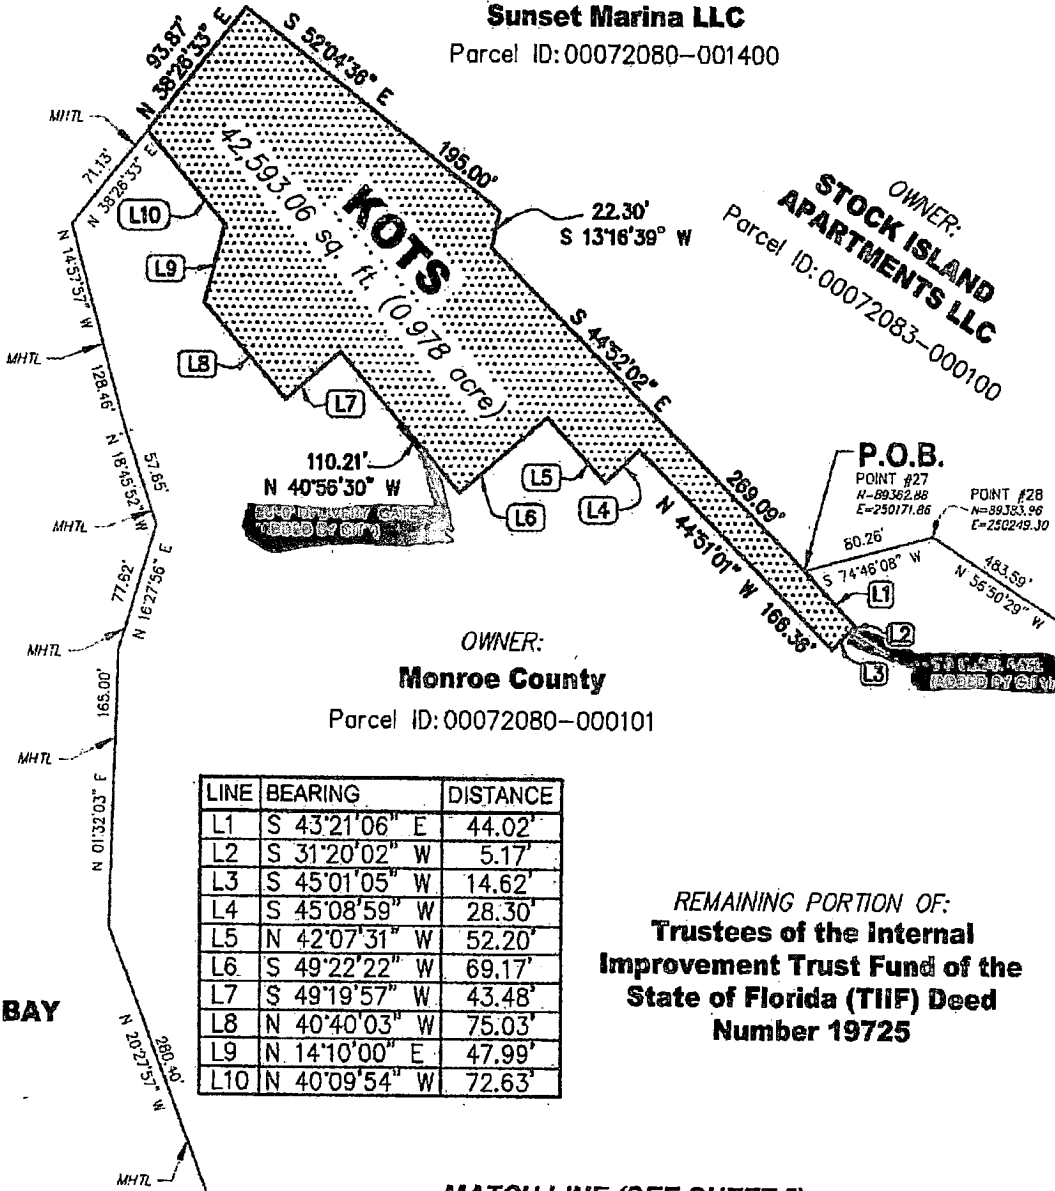 Sunset Marina LLC
Parcel ID: 00072080-001400
93.87'
N 38°26'33" E
S 52°04'36" E
195.00'
MHTL
71.13'
N 38°26'33" E
L10
42,593.06 sq. ft. (0.978 acre)
KOTS
22.30'
S 13°16'39" W
OWNER:
STOCK ISLAND
APARTMENTS LLC
Parcel ID: 00072083-000100
L9
N 14°57'57" W
128.46'
MHTL
L8
L7
S 44°52'02" E
269.09'
110.21'
N 40°56'30" W
L6
L5
L4
N 44°51'01" W 166.36'
P.O.B.
POINT #27
N=89362.88
E=250171.86
POINT #28
N=89383.96
E=250249.30
80.26'
S 74°46'08" W
483.59'
N 56°50'29" W
L1
L2
L3
57.65'
N 18°45'52" W
MHTL
77.62'
N 16°27'56" E
MHTL
165.00'
N 01°32'03" E
MHTL
OWNER:
Monroe County
Parcel ID: 00072080-000101
LINE BEARING DISTANCE
L1 S 43°21'06" E 44.02'
L2 S 31°20'02" W 5.17'
L3 S 45°01'05" W 14.62'
L4 S 45°08'59" W 28.30'
L5 N 42°07'31" W 52.20'
L6 S 49°22'22" W 69.17'
L7 S 49°19'57" W 43.48'
L8 N 40°40'03" W 75.03'
L9 N 14°10'00" E 47.99'
L10 N 40°09'54" W 72.63'
REMAINING PORTION OF:
Trustees of the Internal
Improvement Trust Fund of the
State of Florida (TIIF) Deed
Number 19725
BAY
280.40'
N 20°27'57" W
MHTL
MATCH LINE (SEE SHEET